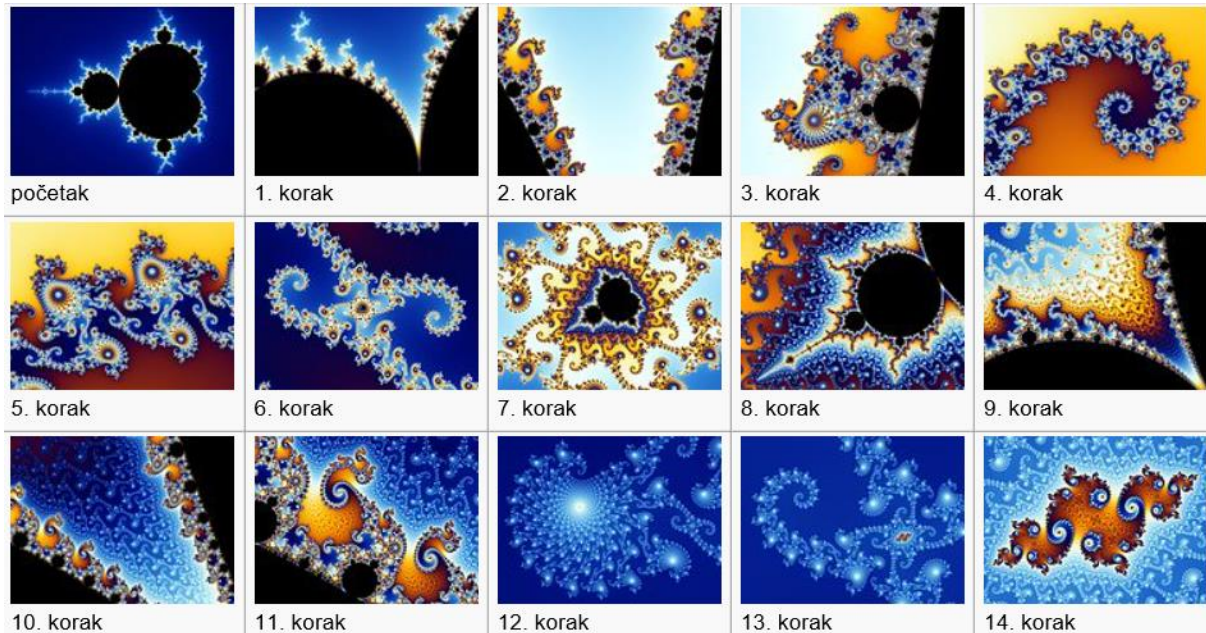 početak
1. korak
2. korak
3. korak
4. korak
5. korak
6. korak
7. korak
8. korak
9. korak
10. korak
11. korak
12. korak
13. korak
14. korak